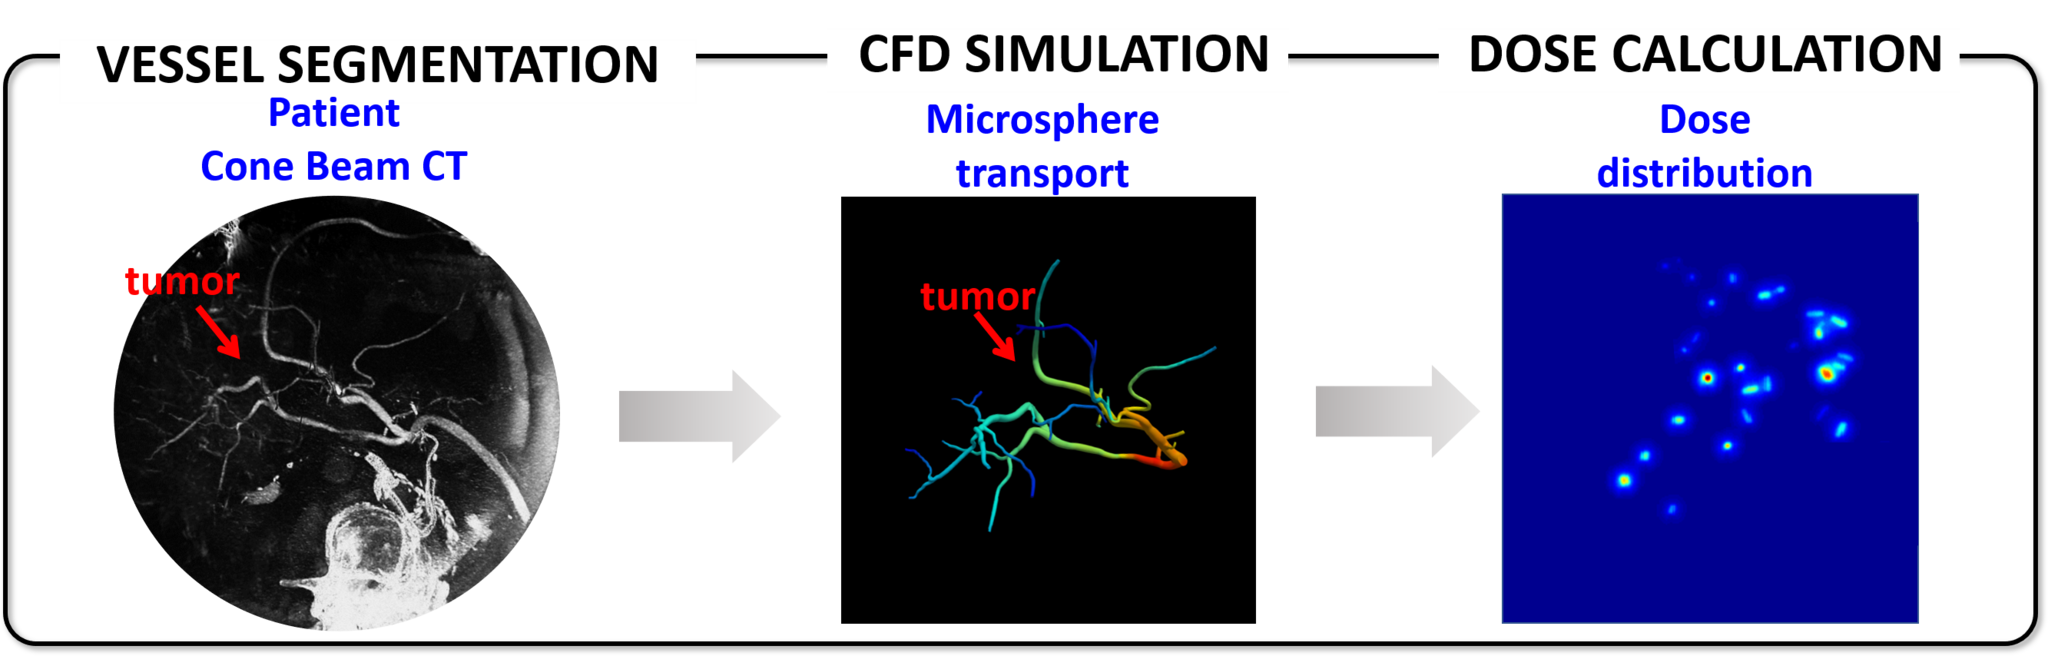 VESSEL SEGMENTATION
Patient
Cone Beam CT
tumor
CFD SIMULATION
Microsphere
transport
tumor
DOSE CALCULATION
Dose
distribution